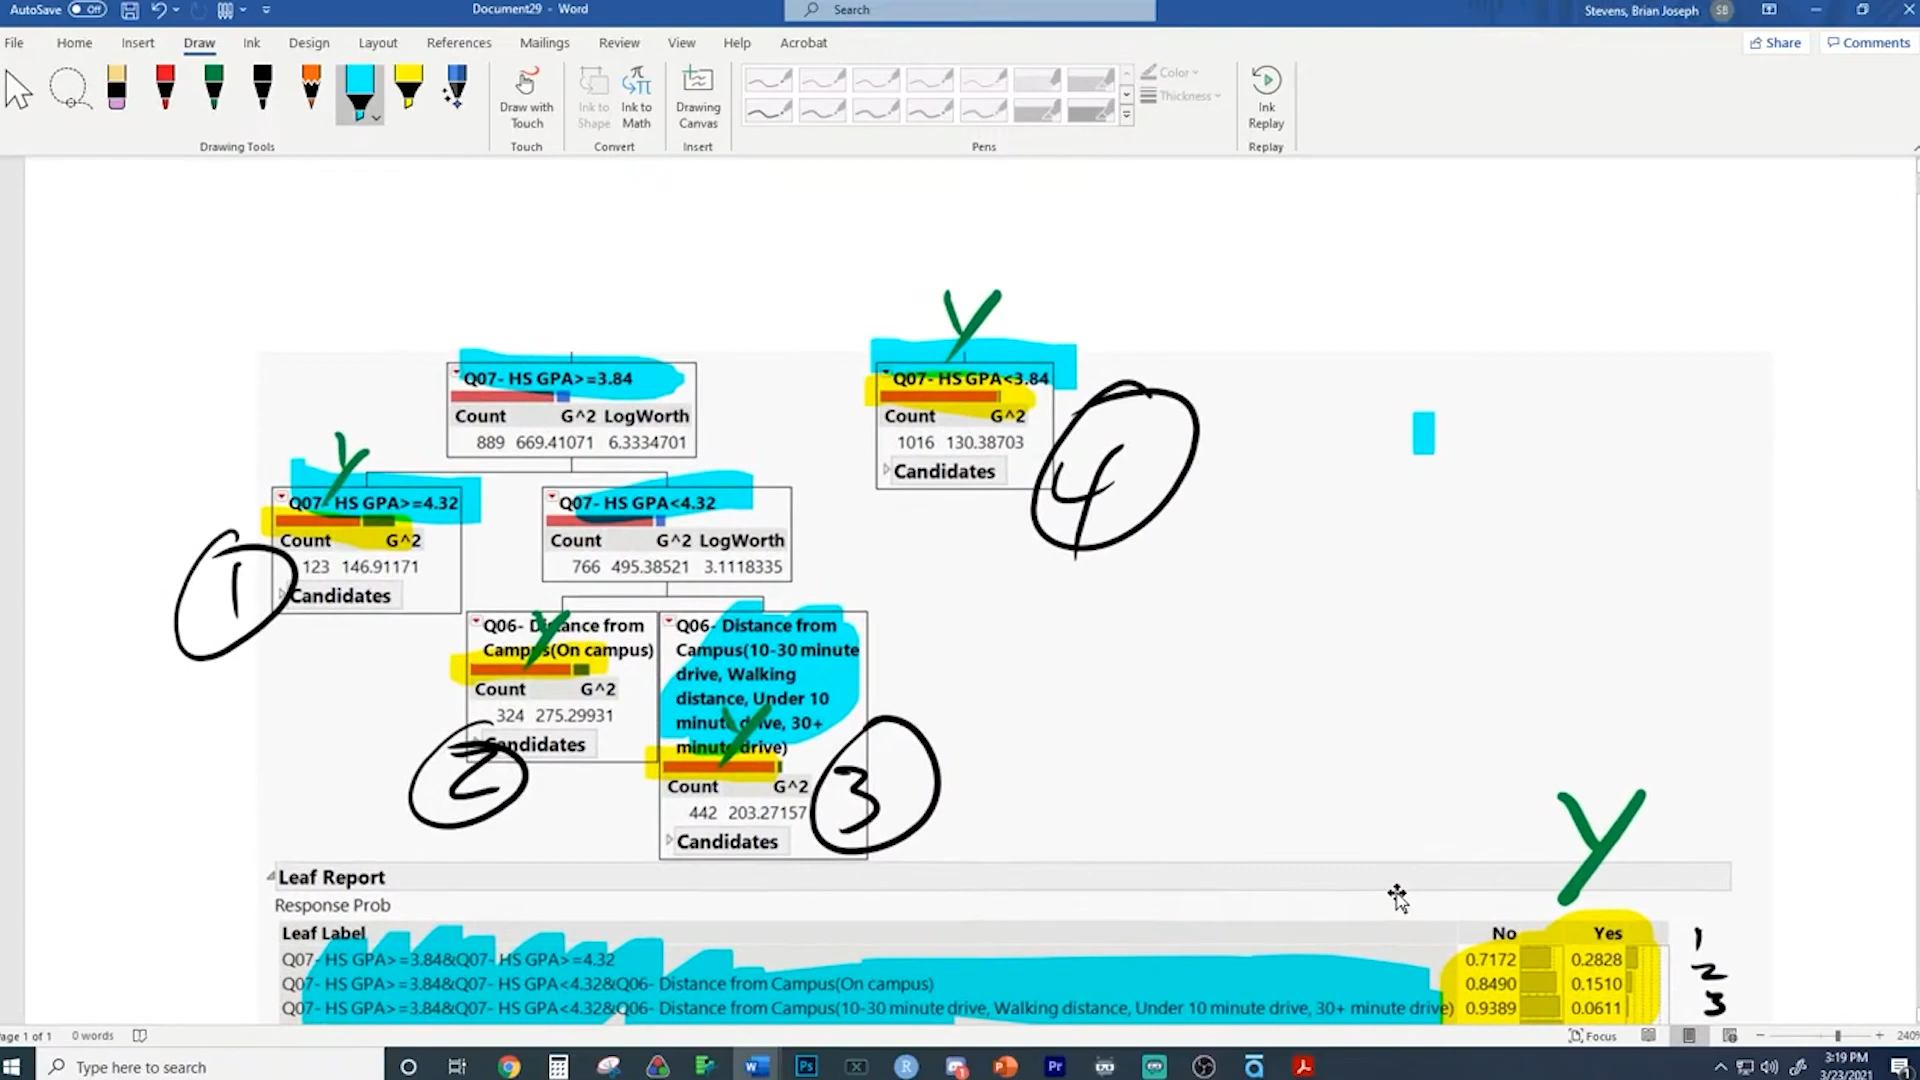 AutoSave Off Document29 - Word Search Stevens, Brian Joseph SB
File Home Insert Draw Ink Design Layout References Mailings Review View Help Acrobat Share Comments
Draw with Touch
Ink to Shape
Ink to Math
Drawing Canvas
Color
Thickness
Ink Replay
Drawing Tools Touch Convert Insert Pens Replay
Y
Q07- HS GPA>=3.84
Count G^2 LogWorth
889 669.41071 6.3334701
Q07- HS GPA<3.84
Count G^2
1016 130.38703
Candidates
4
Y
Q07- HS GPA>=4.32
Count G^2
123 146.91171
Candidates
1
Q07- HS GPA<4.32
Count G^2 LogWorth
766 495.38521 3.1118335
Y
Q06- Distance from
Campus(On campus)
Count G^2
324 275.29931
Candidates
2
Q06- Distance from
Campus(10-30 minute
drive, Walking
distance, Under 10
minute drive, 30+
minute drive)
Y
Count G^2
442 203.27157
Candidates
3
Y
Leaf Report
Response Prob
Leaf Label No Yes
Q07- HS GPA>=3.84&Q07- HS GPA>=4.32 0.7172 0.2828 1
Q07- HS GPA>=3.84&Q07- HS GPA<4.32&Q06- Distance from Campus(On campus) 0.8490 0.1510 2
Q07- HS GPA>=3.84&Q07- HS GPA<4.32&Q06- Distance from Campus(10-30 minute drive, Walking distance, Under 10 minute drive, 30+ minute drive) 0.9389 0.0611 3
Page 1 of 1 0 words Focus 240%
Type here to search
3:19 PM
3/23/2021